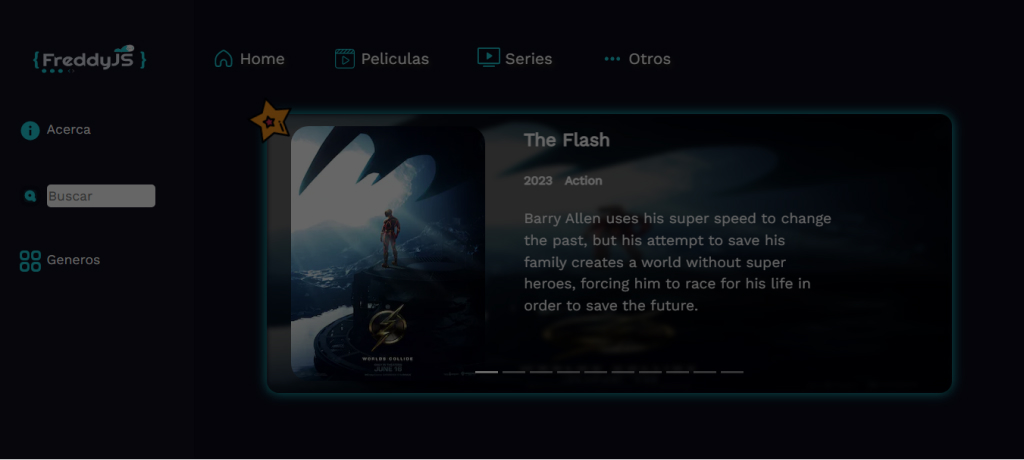 { FreddyJS }
Home
Peliculas
Series
Otros
Acerca
Buscar
Generos
The Flash
2023 Action
Barry Allen uses his super speed to change
the past, but his attempt to save his
family creates a world without super
heroes, forcing him to race for his life in
order to save the future.
WORLDS COLLIDE
JUNE 16